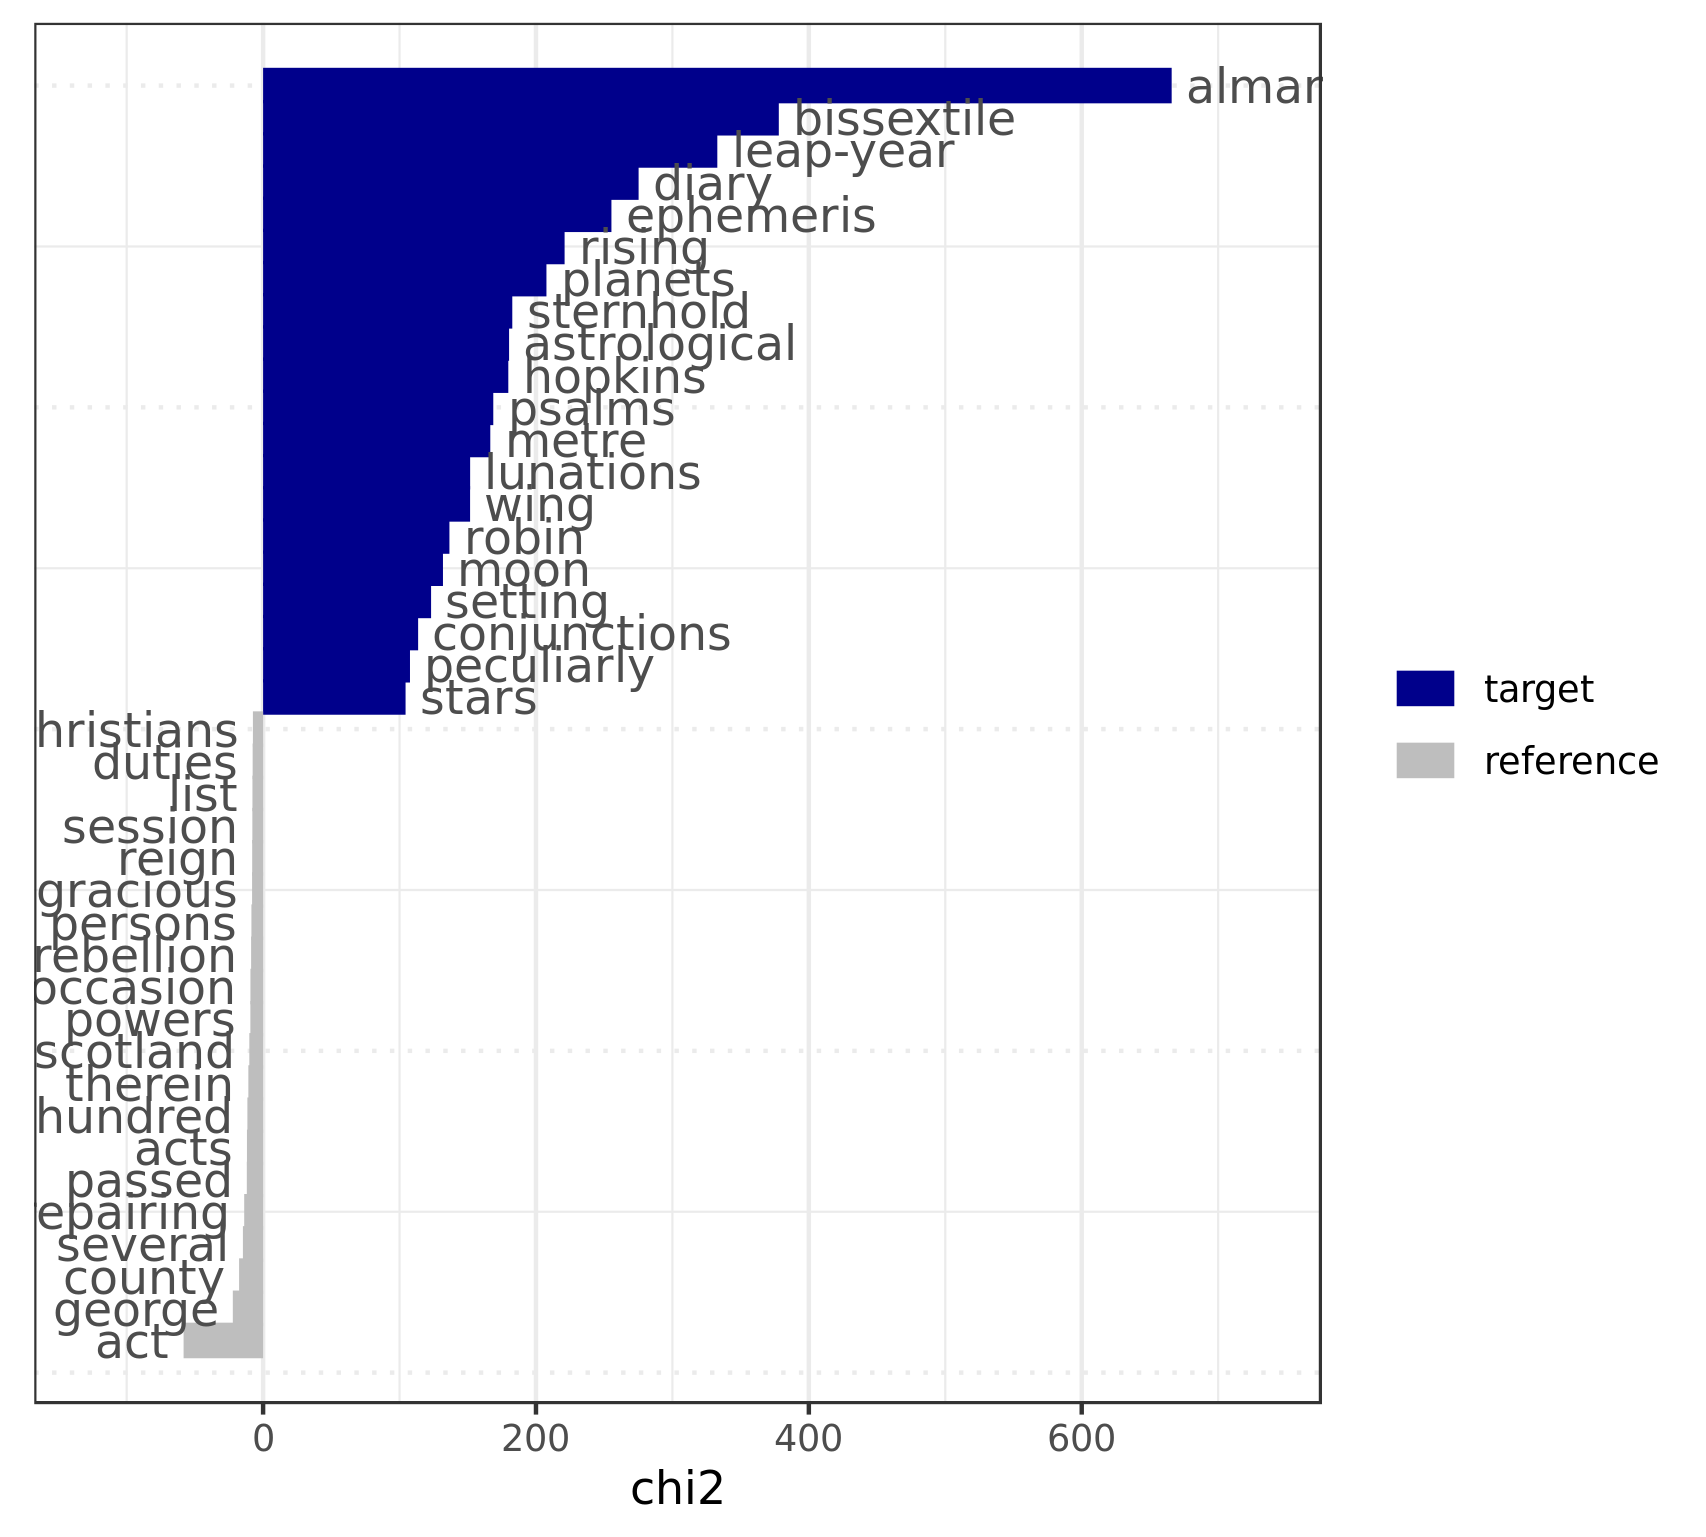 almar
bissextile
leap-year
diary
ephemeris
rising
planets
sternhold
astrological
hopkins
psalms
metre
lunations
wing
robin
moon
setting
conjunctions
peculiarly
stars
hristians
duties
list
session
reign
gracious
persons
rebellion
occasion
powers
scotland
therein
hundred
acts
passed
epairing
several
county
george
act
target
reference
0 200 400 600
chi2